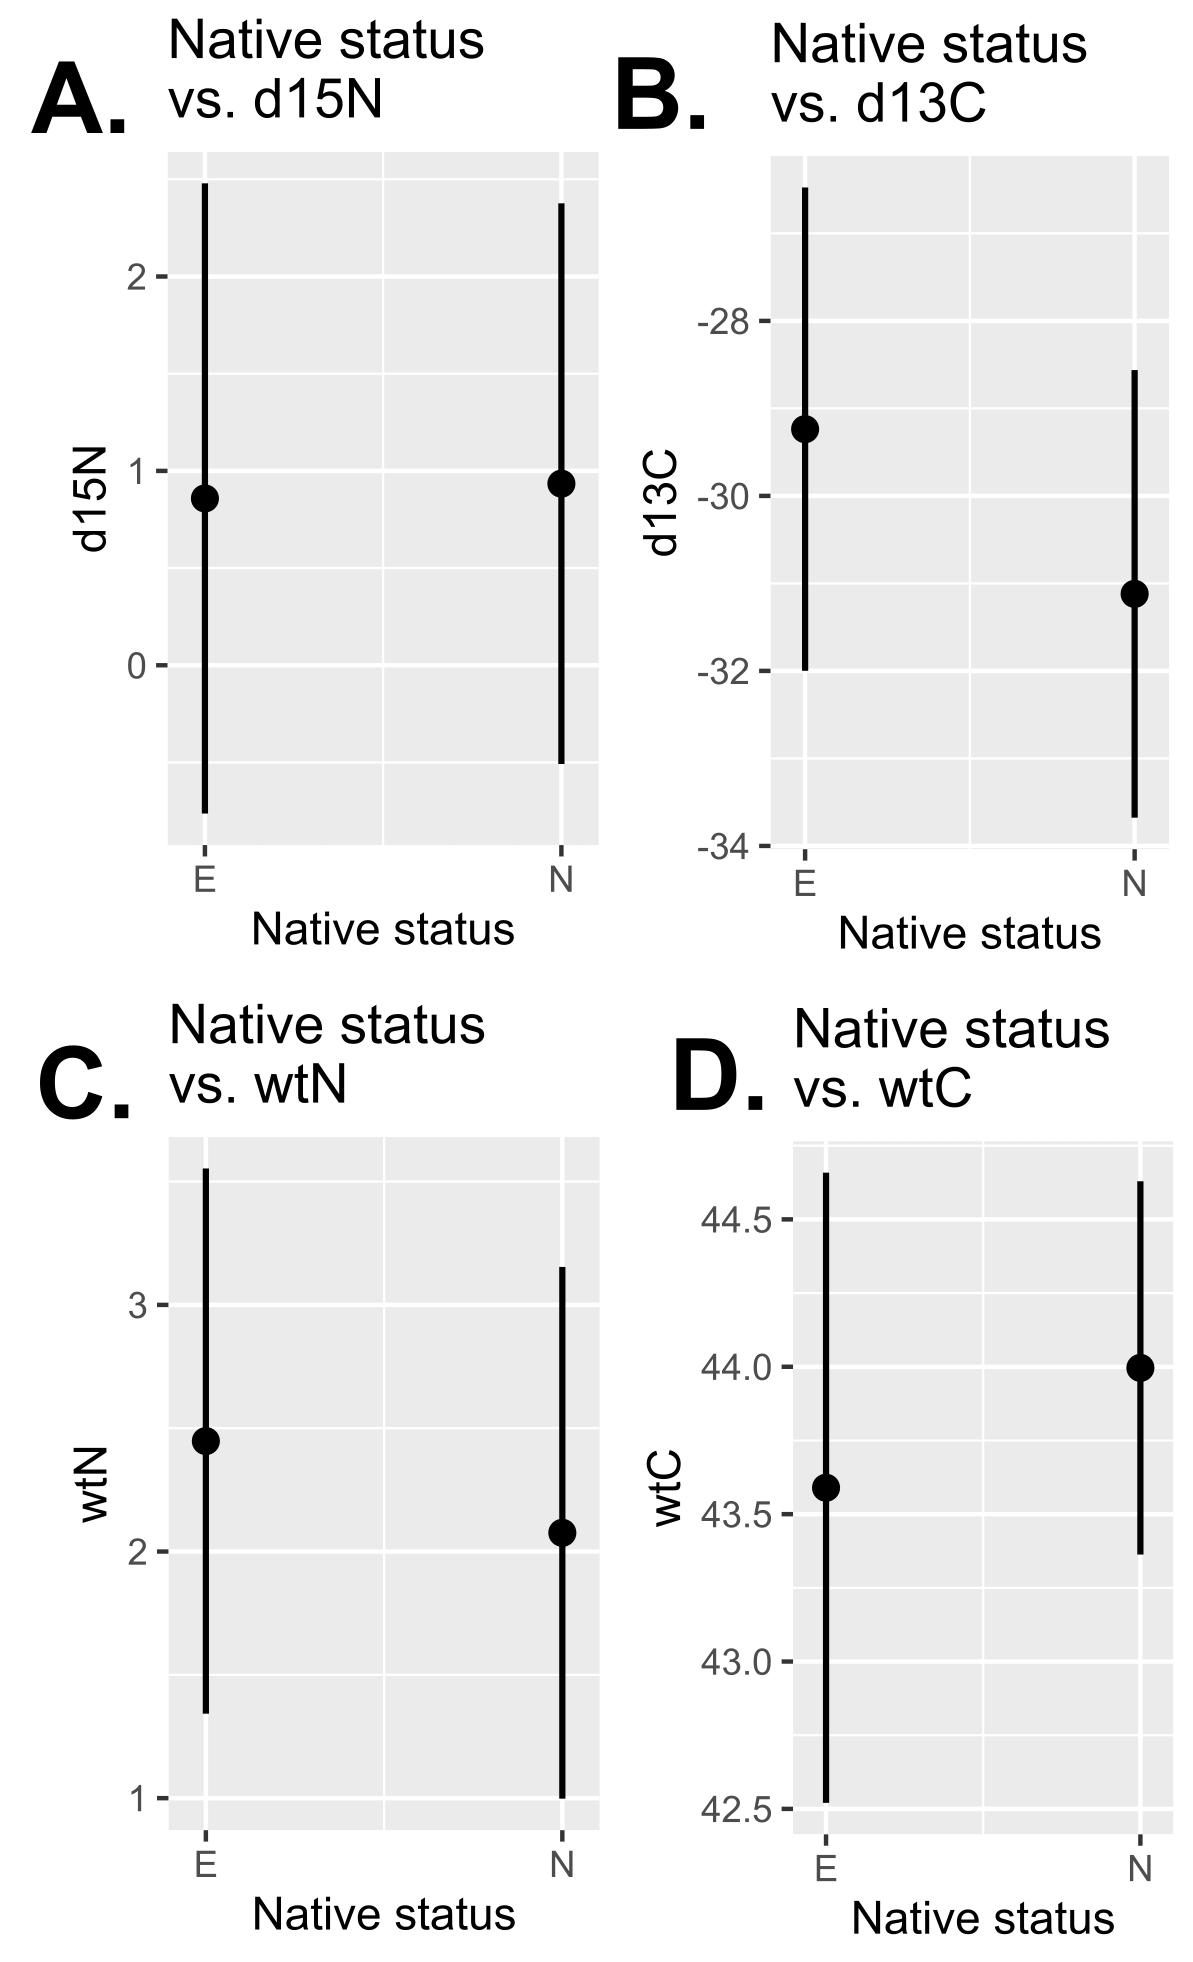 A.
Native status
vs. d15N
d15N
2
1
0
E
N
Native status
B.
Native status
vs. d13C
d13C
-28
-30
-32
-34
E
N
Native status
C.
Native status
vs. wtN
wtN
3
2
1
E
N
Native status
D.
Native status
vs. wtC
wtC
44.5
44.0
43.5
43.0
42.5
E
N
Native status